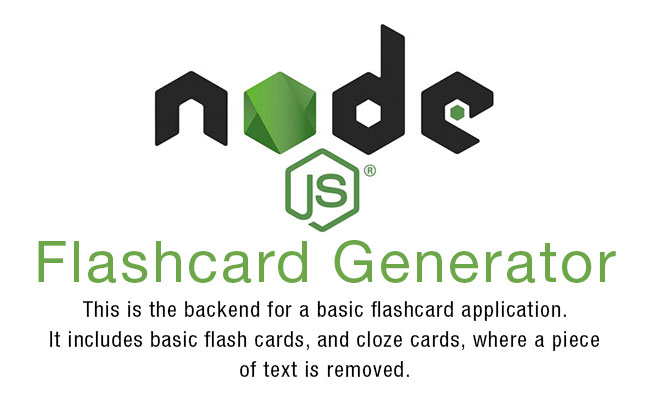 node
JS®
Flashcard Generator
This is the backend for a basic flashcard application.
It includes basic flash cards, and cloze cards, where a piece
of text is removed.